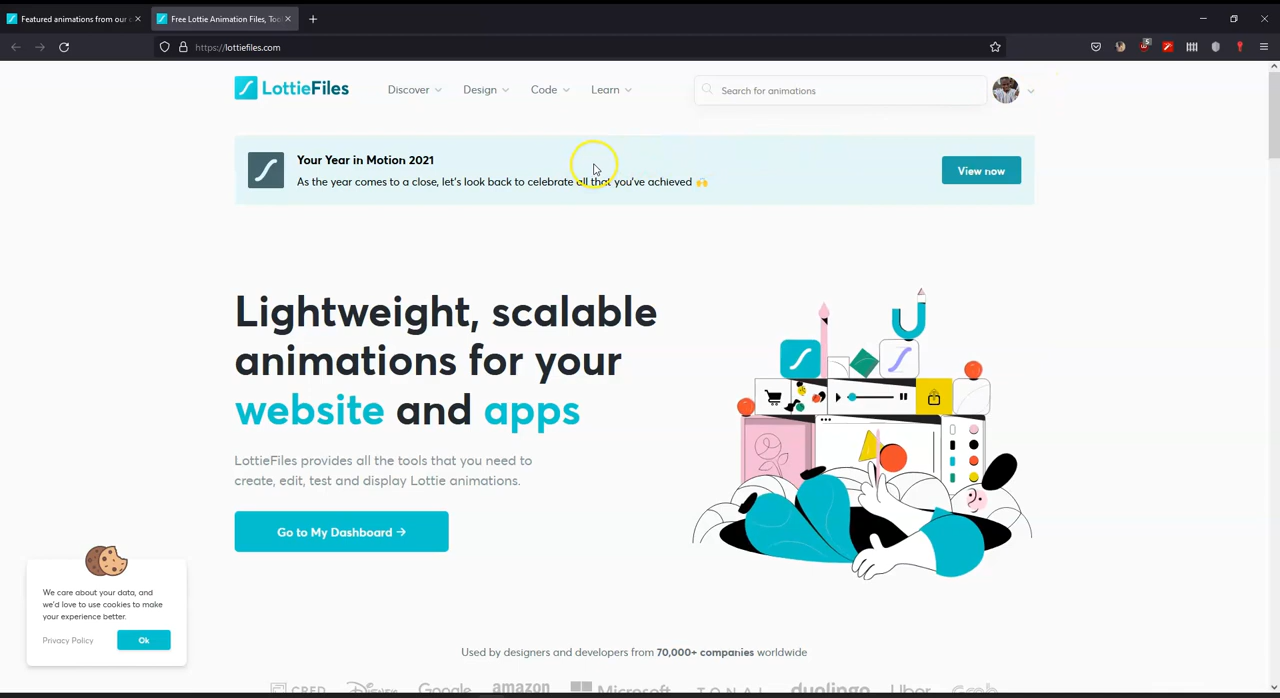 Featured animations from our
Free Lottie Animation Files, Too
https://lottiefiles.com
5
LottieFiles
Discover
Design
Code
Learn
Search for animations
Your Year in Motion 2021
As the year comes to a close, let's look back to celebrate all that you've achieved 🙌
View now
Lightweight, scalable
animations for your
website and apps
LottieFiles provides all the tools that you need to
create, edit, test and display Lottie animations.
Go to My Dashboard →
We care about your data, and
we'd love to use cookies to make
your experience better.
Privacy Policy
Ok
Used by designers and developers from 70,000+ companies worldwide
CRED Disney Google amazon Microsoft TONAL duolingo Uber Grab